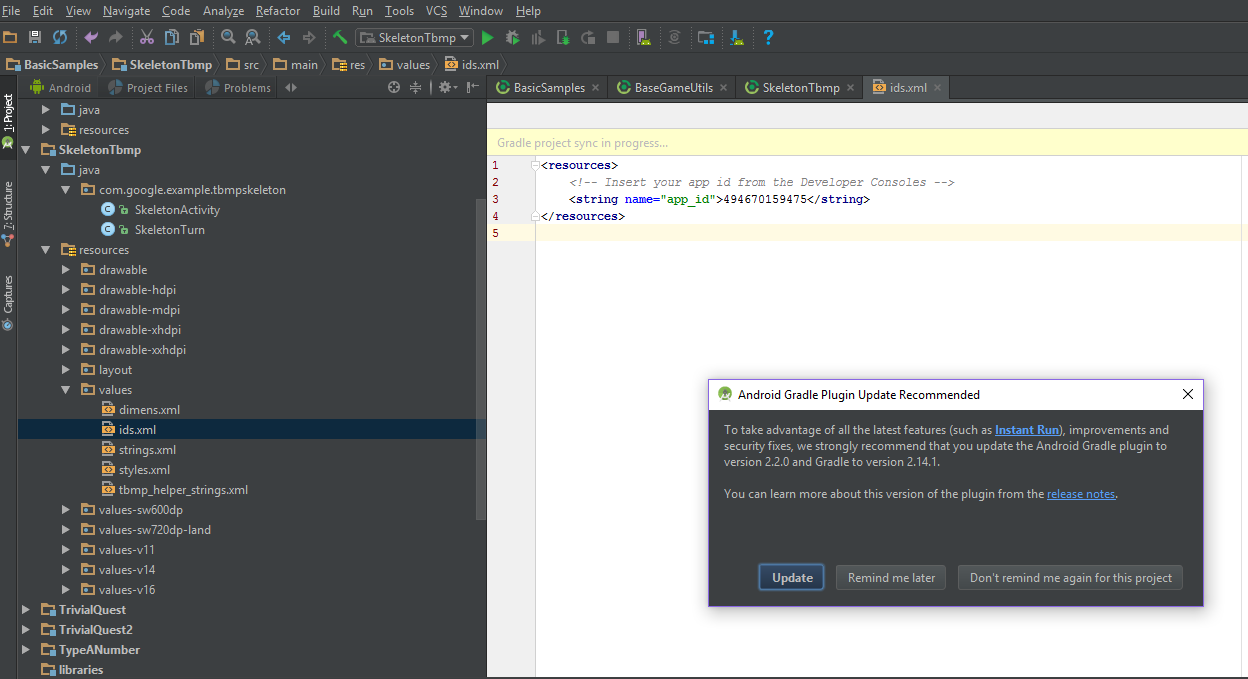 File Edit View Navigate Code Analyze Refactor Build Run Tools VCS Window Help
SkeletonTbmp
BasicSamples SkeletonTbmp src main res values ids.xml
Android Project Files Problems
BasicSamples BaseGameUtils SkeletonTbmp ids.xml
1: Project
7: Structure
Captures
java
resources
SkeletonTbmp
java
com.google.example.tbmpskeleton
SkeletonActivity
SkeletonTurn
resources
drawable
drawable-hdpi
drawable-mdpi
drawable-xhdpi
drawable-xxhdpi
layout
values
dimens.xml
ids.xml
strings.xml
styles.xml
tbmp_helper_strings.xml
values-sw600dp
values-sw720dp-land
values-v11
values-v14
values-v16
TrivialQuest
TrivialQuest2
TypeANumber
libraries
Gradle project sync in progress...
1 <resources>
2 <!-- Insert your app id from the Developer Consoles -->
3 <string name="app_id">494670159475</string>
4 </resources>
5
Android Gradle Plugin Update Recommended
To take advantage of all the latest features (such as Instant Run), improvements and
security fixes, we strongly recommend that you update the Android Gradle plugin to
version 2.2.0 and Gradle to version 2.14.1.
You can learn more about this version of the plugin from the release notes.
Update Remind me later Don't remind me again for this project